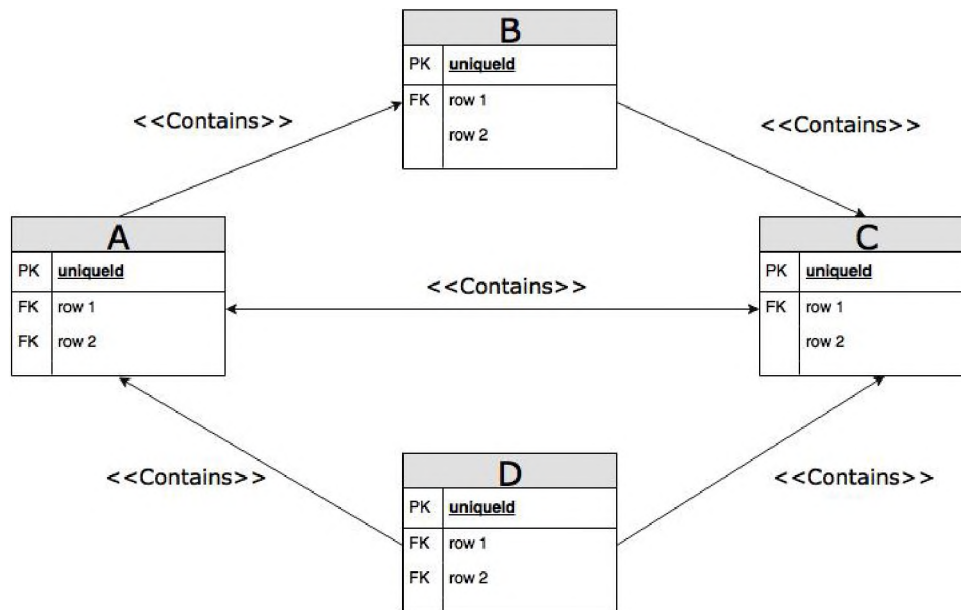 B
PK uniqueId
FK row 1
row 2
<<Contains>>
<<Contains>>
A
PK uniqueId
FK row 1
FK row 2
<<Contains>>
C
PK uniqueId
FK row 1
row 2
<<Contains>>
<<Contains>>
D
PK uniqueId
FK row 1
FK row 2